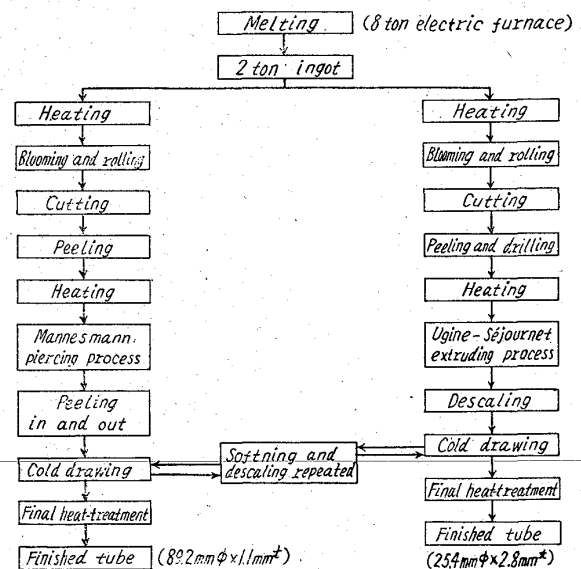 Melting (8 ton electric furnace)
2 ton ingot
Heating
Blooming and rolling
Cutting
Peeling
Heating
Mannesmann
piercing process
Peeling
in and out
Cold drawing
Final heat-treatment
Finished tube (89.2mmφ×1.1mmt)
Softning and
descaling repeated
Heating
Blooming and rolling
Cutting
Peeling and drilling
Heating
Ugine-Séjournet
extruding process
Descaling
Cold drawing
Final heat-treatment
Finished tube
(25.4mmφ×2.8mmt)